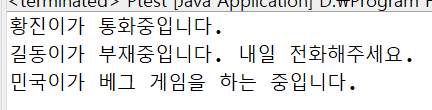 <terminated> Ptest [Java Application] D:\Program F
황진이가 통화중입니다.
길동이가 부재중입니다. 내일 전화해주세요.
민국이가 베그 게임을 하는 중입니다.